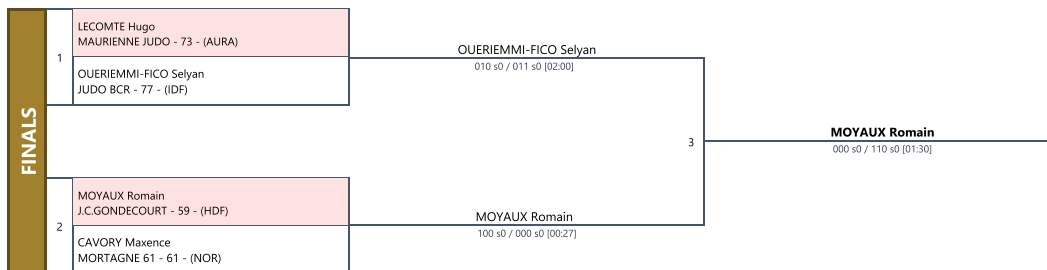 FINALS
1
LECOMTE Hugo
MAURIENNE JUDO - 73 - (AURA)
OUERIEMMI-FICO Selyan
JUDO BCR - 77 - (IDF)
OUERIEMMI-FICO Selyan
010 s0 / 011 s0 [02:00]
3
MOYAUX Romain
000 s0 / 110 s0 [01:30]
2
MOYAUX Romain
J.C.GONDECOURT - 59 - (HDF)
CAVORY Maxence
MORTAGNE 61 - 61 - (NOR)
MOYAUX Romain
100 s0 / 000 s0 [00:27]